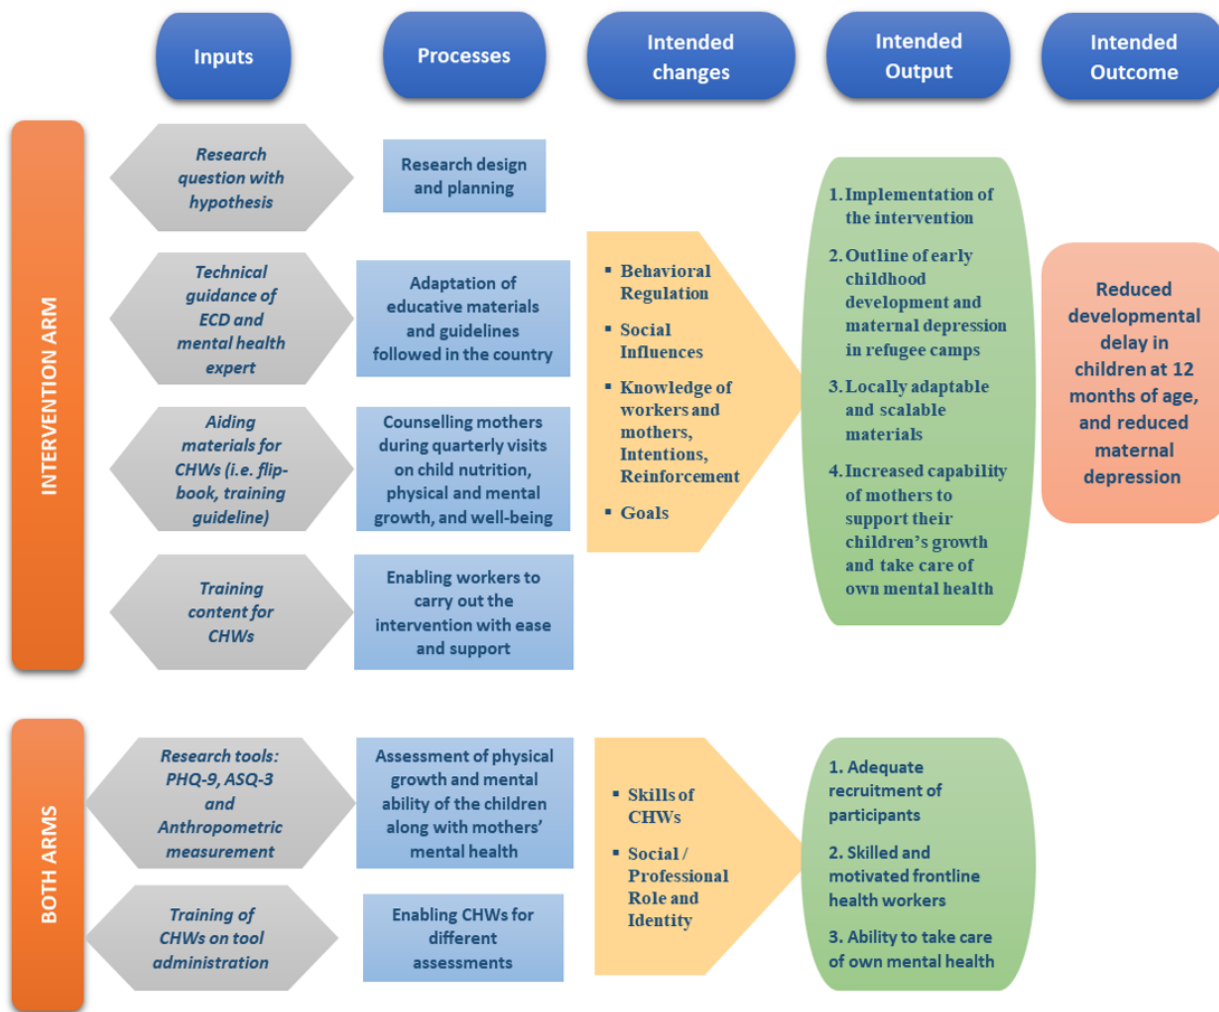 Inputs
Processes
Intended
changes
Intended
Output
Intended
Outcome
INTERVENTION ARM
Research
question with
hypothesis
Research design
and planning
Technical
guidance of
ECD and
mental health
expert
Adaptation of
educative materials
and guidelines
followed in the country
Aiding
materials for
CHWs (i.e. flip-
book, training
guideline)
Counselling mothers
during quarterly visits
on child nutrition,
physical and mental
growth, and well-being
Training
content for
CHWs
Enabling workers to
carry out the
intervention with ease
and support
▪ Behavioral
Regulation
▪ Social
Influences
▪ Knowledge of
workers and
mothers,
Intentions,
Reinforcement
▪ Goals
1. Implementation of
the intervention
2. Outline of early
childhood
development and
maternal depression
in refugee camps
3. Locally adaptable
and scalable
materials
4. Increased capability
of mothers to
support their
children's growth
and take care of
own mental health
Reduced
developmental
delay in
children at 12
months of age,
and reduced
maternal
depression
BOTH ARMS
Research tools:
PHQ-9, ASQ-3
and
Anthropometric
measurement
Assessment of physical
growth and mental
ability of the children
along with mothers'
mental health
Training of
CHWs on tool
administration
Enabling CHWs for
different
assessments
▪ Skills of
CHWs
▪ Social /
Professional
Role and
Identity
1. Adequate
recruitment of
participants
2. Skilled and
motivated frontline
health workers
3. Ability to take care
of own mental health